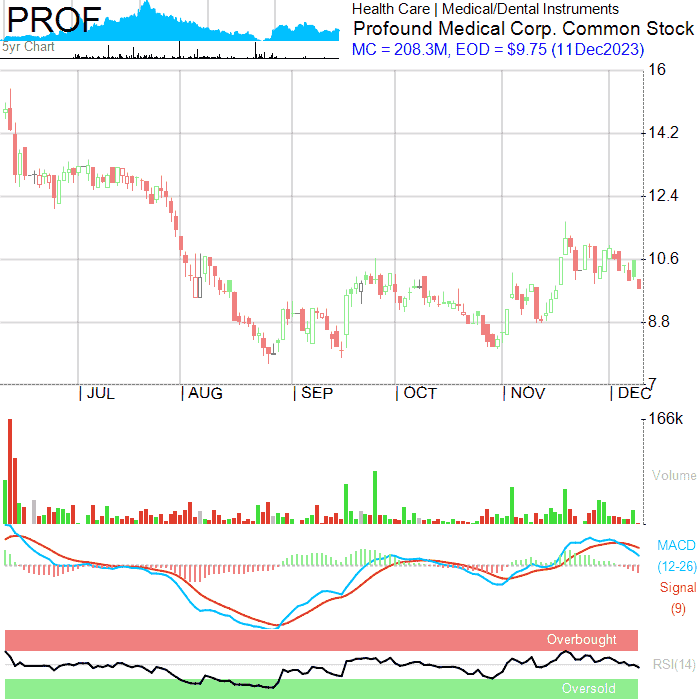 PROF
5yr Chart
Health Care | Medical/Dental Instruments
Profound Medical Corp. Common Stock
MC = 208.3M, EOD = $9.75 (11Dec2023)
16
14.2
12.4
10.6
8.8
7
| JUL | AUG | SEP | OCT | NOV | DEC
166k
Volume
MACD
(12-26)
Signal
(9)
Overbought
RSI(14)
Oversold